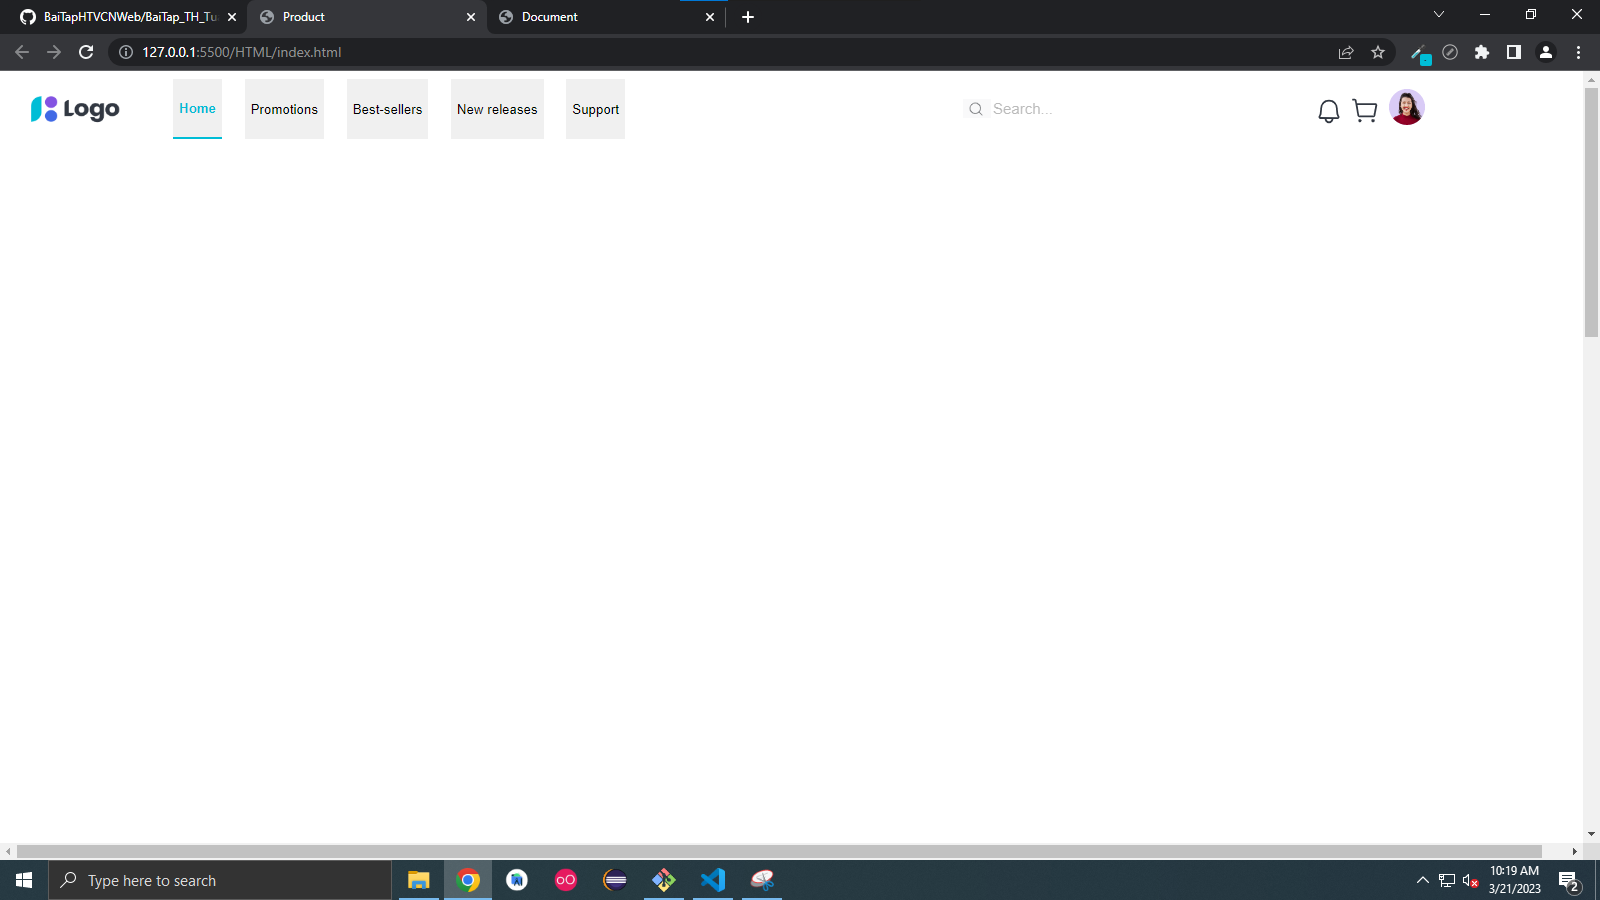 BaiTapHTVCNWeb/BaiTap_TH_Tu
Product
Document
127.0.0.1:5500/HTML/index.html
Logo
Home
Promotions
Best-sellers
New releases
Support
Search...
Type here to search
10:19 AM
3/21/2023
2